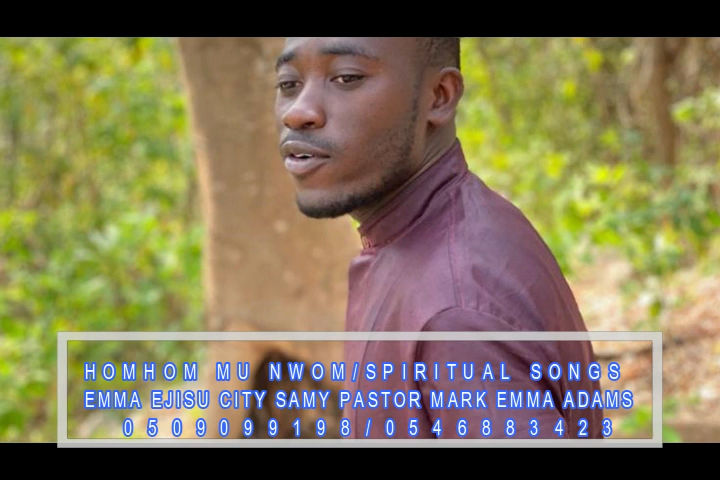 HOMHOM MU NWOM/SPIRITUAL SONGS
EMMA EJISU CITY SAMY PASTOR MARK EMMA ADAMS
0509099198/0546883423